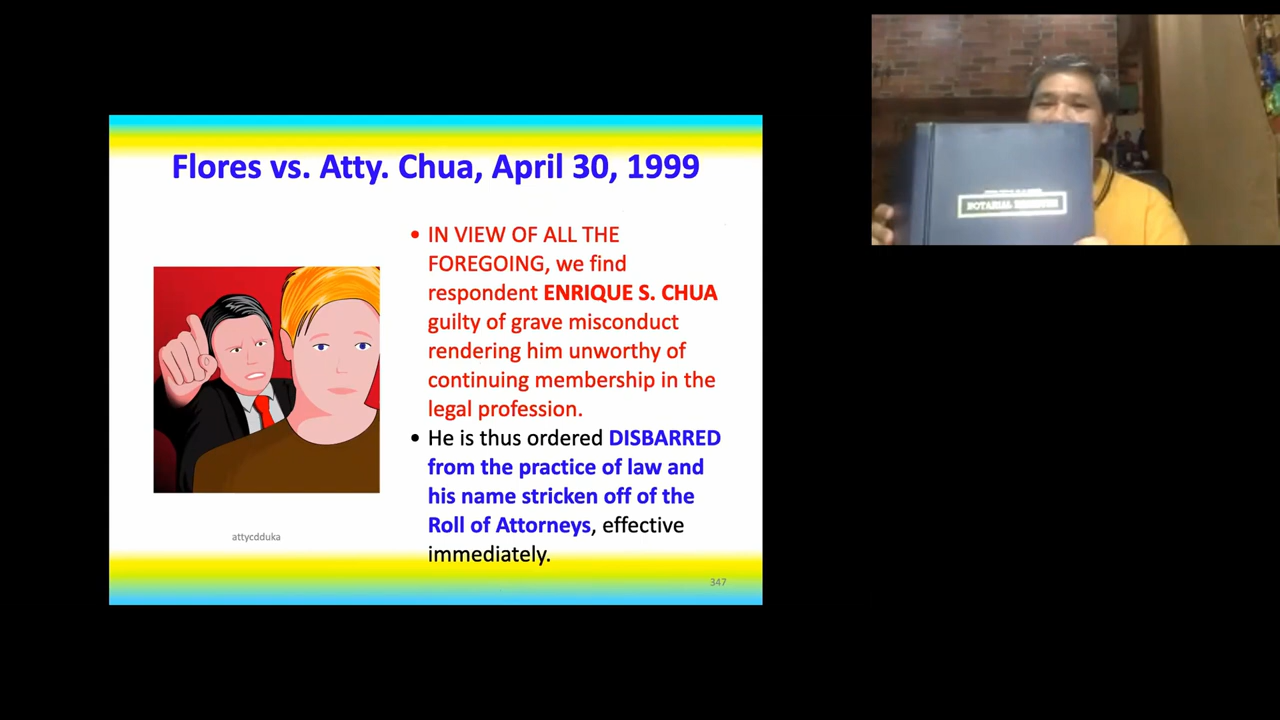 Flores vs. Atty. Chua, April 30, 1999
• IN VIEW OF ALL THE
FOREGOING, we find
respondent ENRIQUE S. CHUA
guilty of grave misconduct
rendering him unworthy of
continuing membership in the
legal profession.
• He is thus ordered DISBARRED
from the practice of law and
his name stricken off of the
Roll of Attorneys, effective
immediately.
attycdduka
347
NOTARIAL